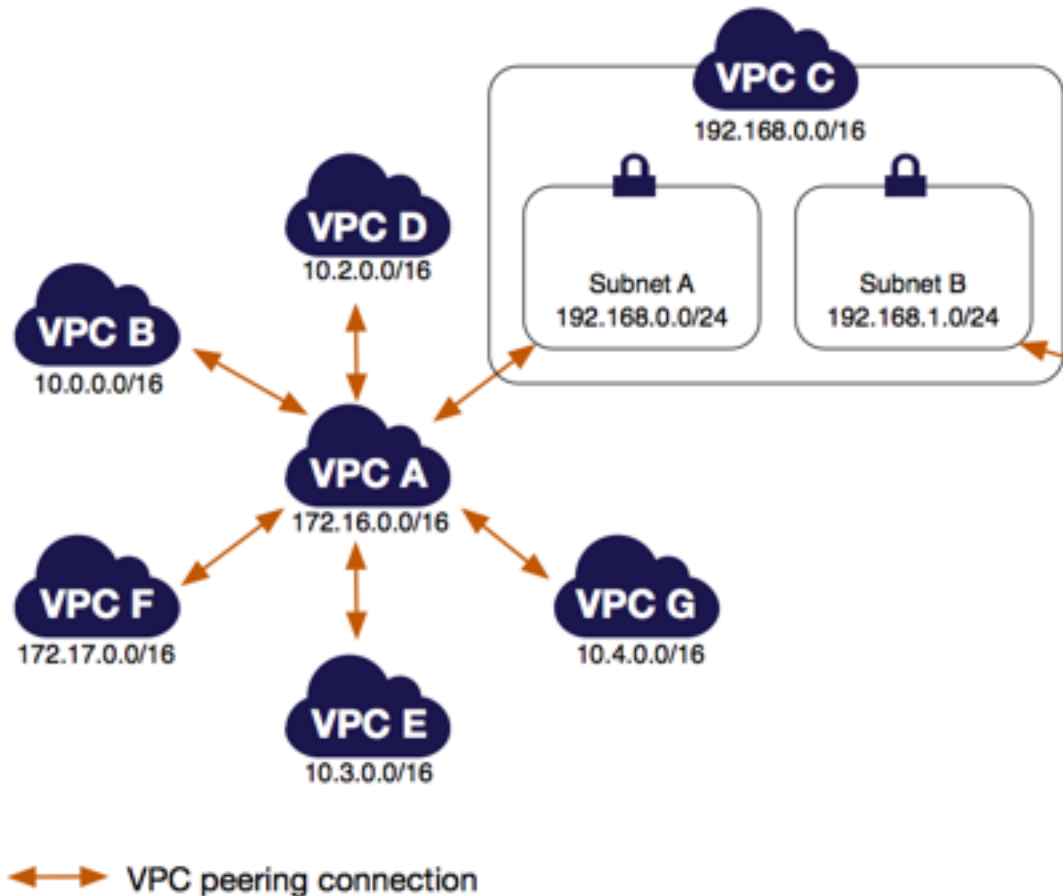 VPC C
192.168.0.0/16
VPC D
10.2.0.0/16
Subnet A
192.168.0.0/24
Subnet B
192.168.1.0/24
VPC B
10.0.0.0/16
VPC A
172.16.0.0/16
VPC F
172.17.0.0/16
VPC G
10.4.0.0/16
VPC E
10.3.0.0/16
VPC peering connection